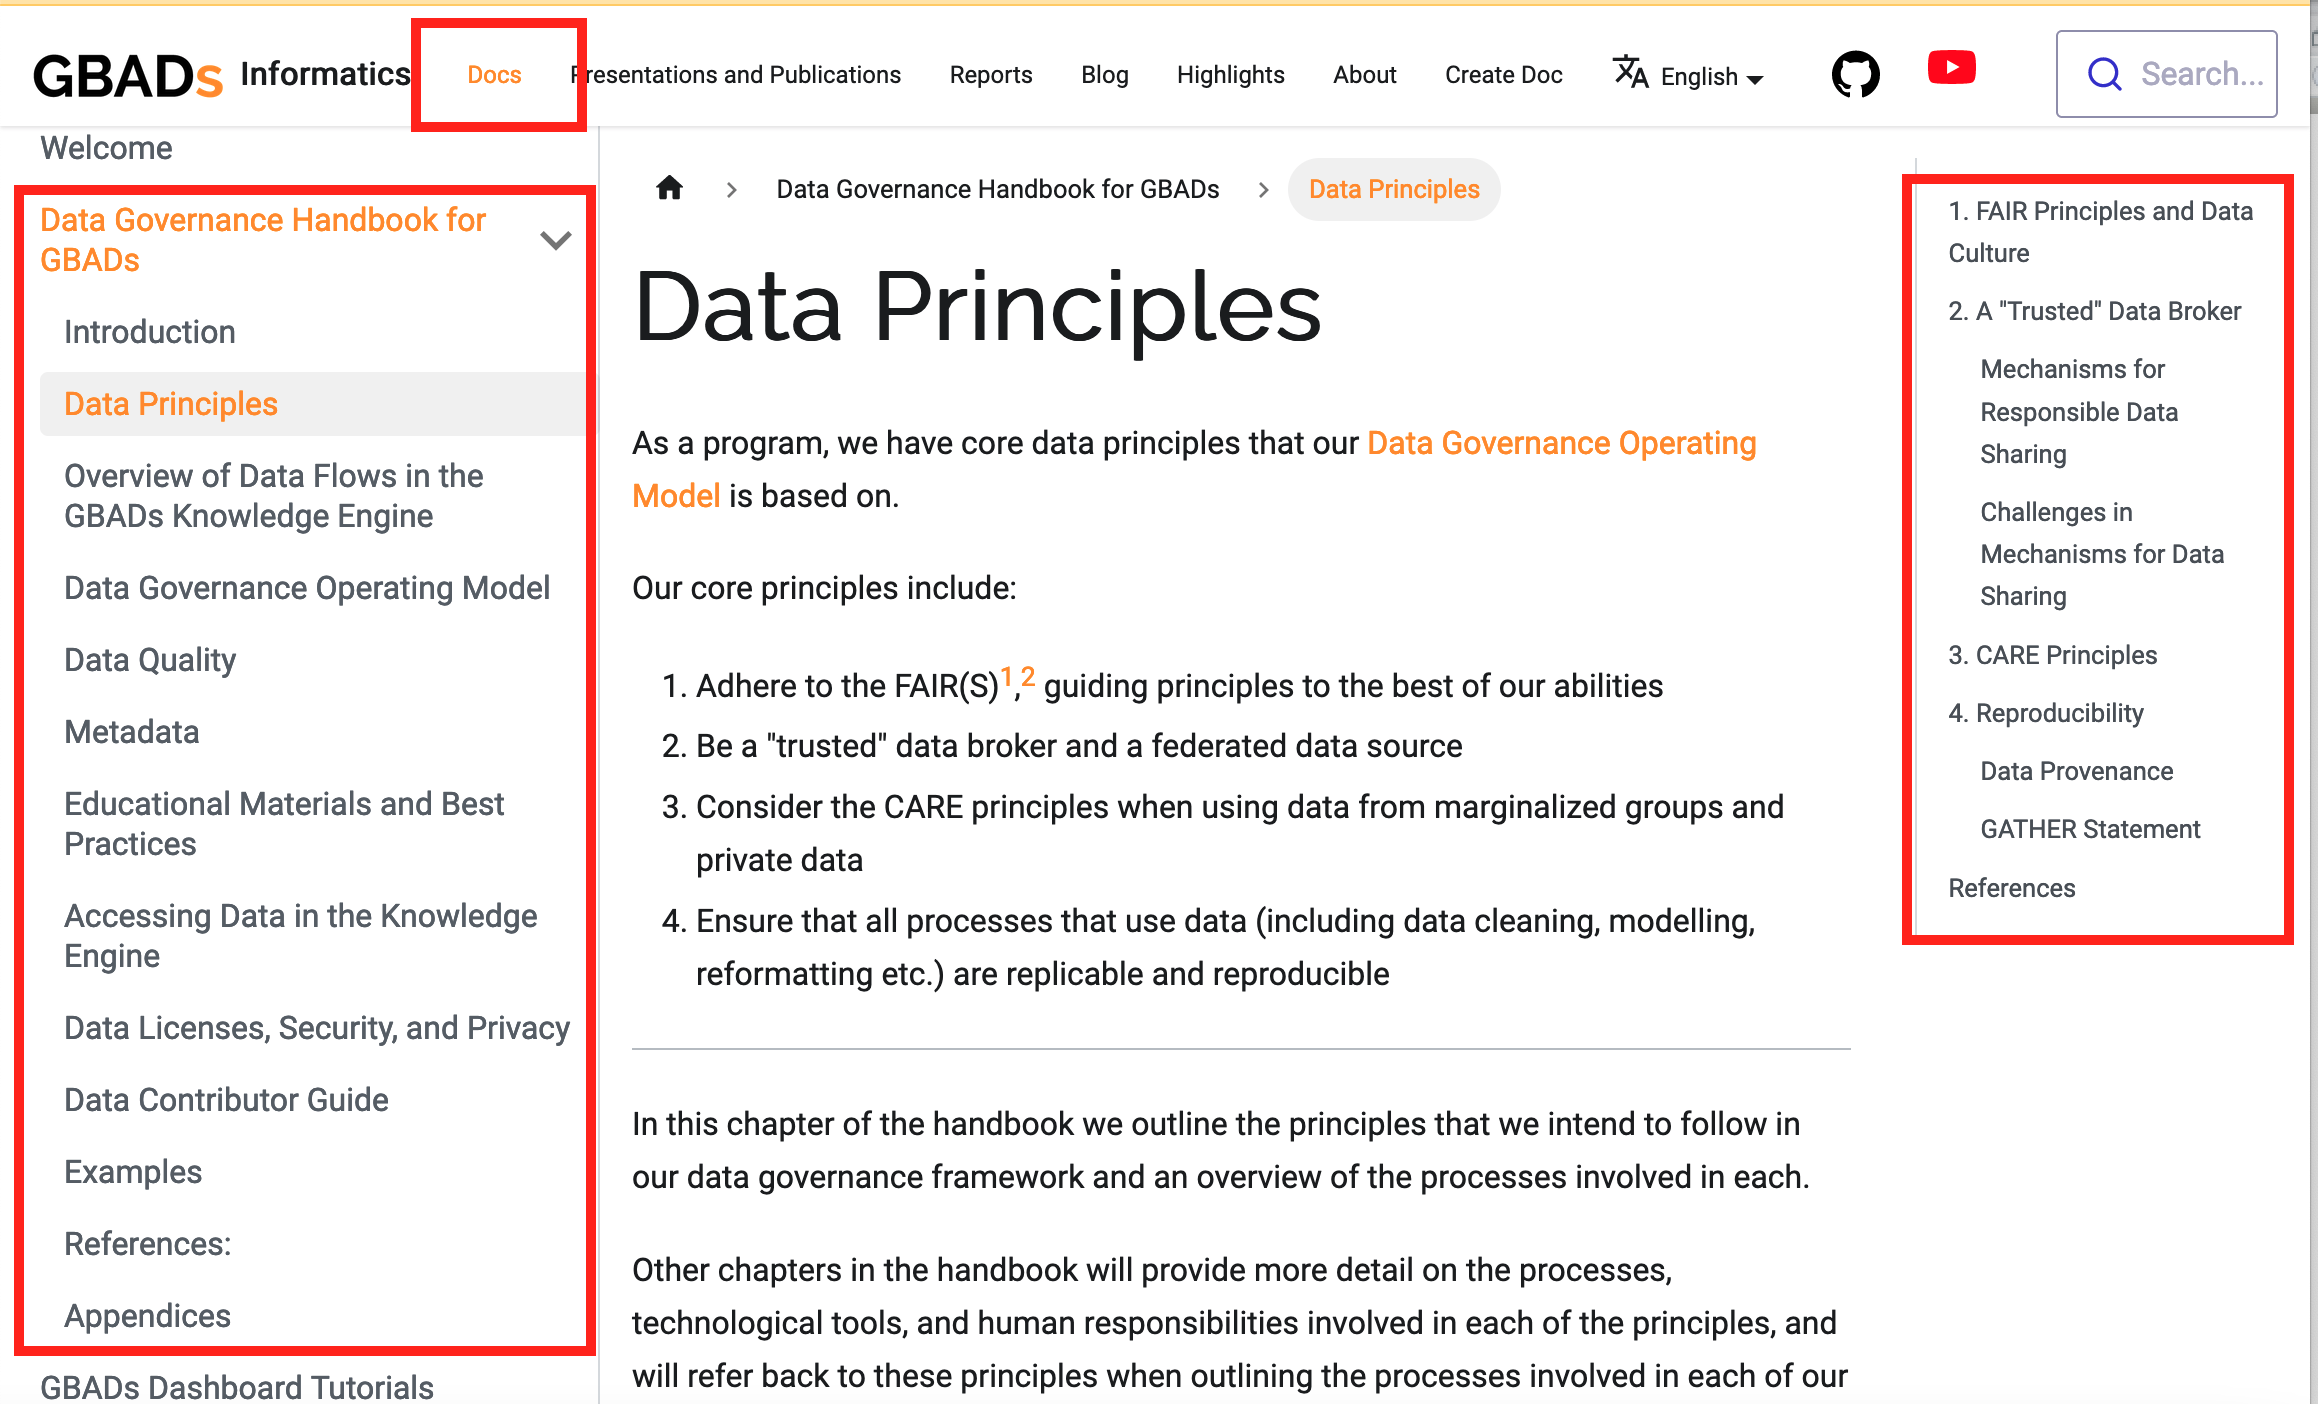 GBADs Informatics Docs Presentations and Publications Reports Blog Highlights About Create Doc English Search...
Welcome
Data Governance Handbook for
GBADs
Introduction
Data Principles
Overview of Data Flows in the
GBADs Knowledge Engine
Data Governance Operating Model
Data Quality
Metadata
Educational Materials and Best
Practices
Accessing Data in the Knowledge
Engine
Data Licenses, Security, and Privacy
Data Contributor Guide
Examples
References:
Appendices
GBADs Dashboard Tutorials
Data Governance Handbook for GBADs > Data Principles
Data Principles
As a program, we have core data principles that our Data Governance Operating
Model is based on.
Our core principles include:
1. Adhere to the FAIR(S)1,2 guiding principles to the best of our abilities
2. Be a "trusted" data broker and a federated data source
3. Consider the CARE principles when using data from marginalized groups and
private data
4. Ensure that all processes that use data (including data cleaning, modelling,
reformatting etc.) are replicable and reproducible
In this chapter of the handbook we outline the principles that we intend to follow in
our data governance framework and an overview of the processes involved in each.
Other chapters in the handbook will provide more detail on the processes,
technological tools, and human responsibilities involved in each of the principles, and
will refer back to these principles when outlining the processes involved in each of our
1. FAIR Principles and Data
Culture
2. A "Trusted" Data Broker
Mechanisms for
Responsible Data
Sharing
Challenges in
Mechanisms for Data
Sharing
3. CARE Principles
4. Reproducibility
Data Provenance
GATHER Statement
References